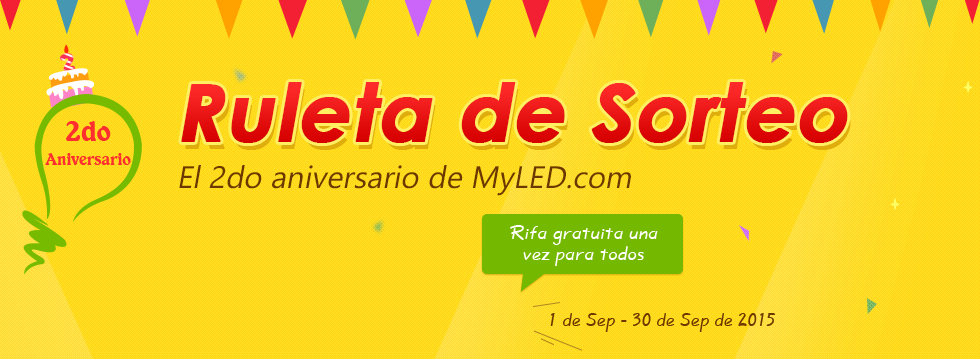 2do
Aniversario
Ruleta de Sorteo
El 2do aniversario de MyLED.com
Rifa gratuita una
vez para todos
1 de Sep - 30 de Sep de 2015